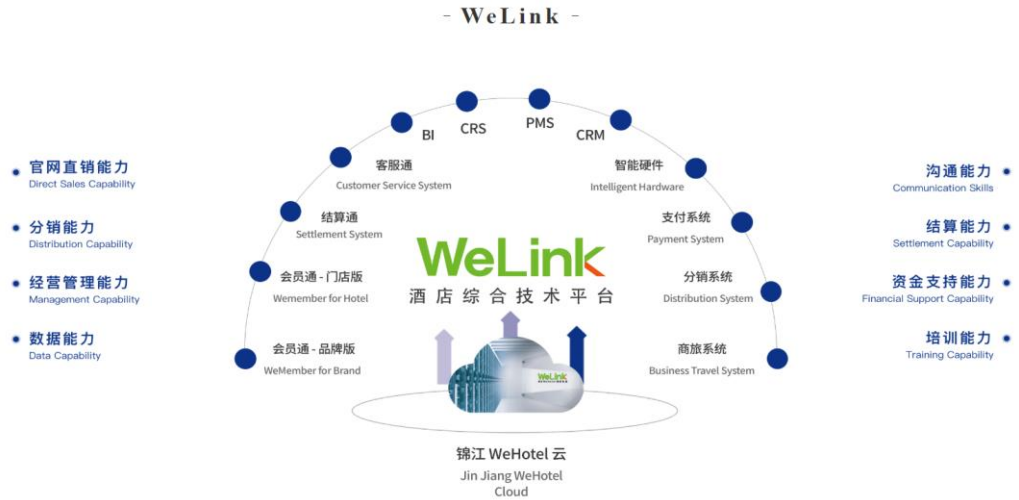 - WeLink -
官网直销能力
Direct Sales Capability
分销能力
Distribution Capability
经营管理能力
Management Capability
数据能力
Data Capability
BI
CRS
PMS
CRM
客服通
Customer Service System
结算通
Settlement System
会员通 - 门店版
Wemember for Hotel
会员通 - 品牌版
WeMember for Brand
智能硬件
Intelligent Hardware
支付系统
Payment System
分销系统
Distribution System
商旅系统
Business Travel System
WeLink
酒店综合技术平台
WeLink
锦江 WeHotel 云
Jin Jiang WeHotel
Cloud
沟通能力
Communication Skills
结算能力
Settlement Capability
资金支持能力
Financial Support Capability
培训能力
Training Capability